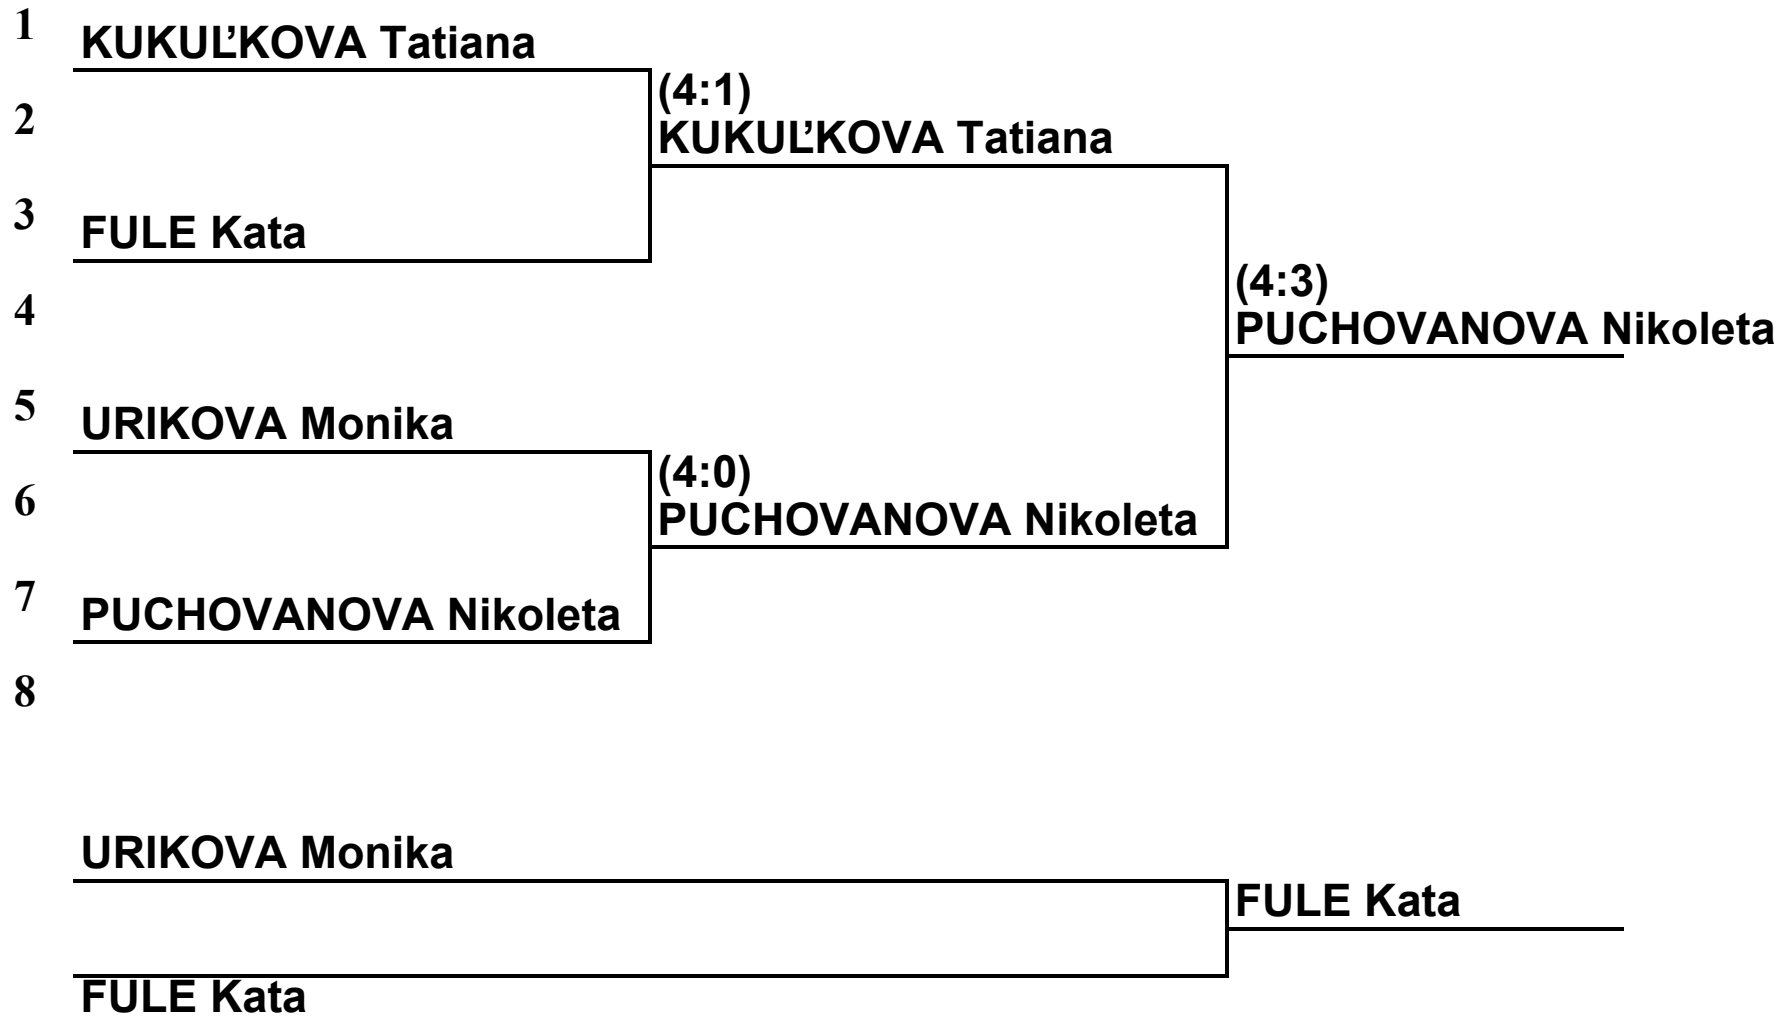 1
KUKUĽKOVA Tatiana
(4:1)
2
KUKUĽKOVA Tatiana
3
FULE Kata
(4:3)
4
PUCHOVANOVA Nikoleta
5
URIKOVA Monika
(4:0)
6
PUCHOVANOVA Nikoleta
7
PUCHOVANOVA Nikoleta
8
URIKOVA Monika
FULE Kata
FULE Kata